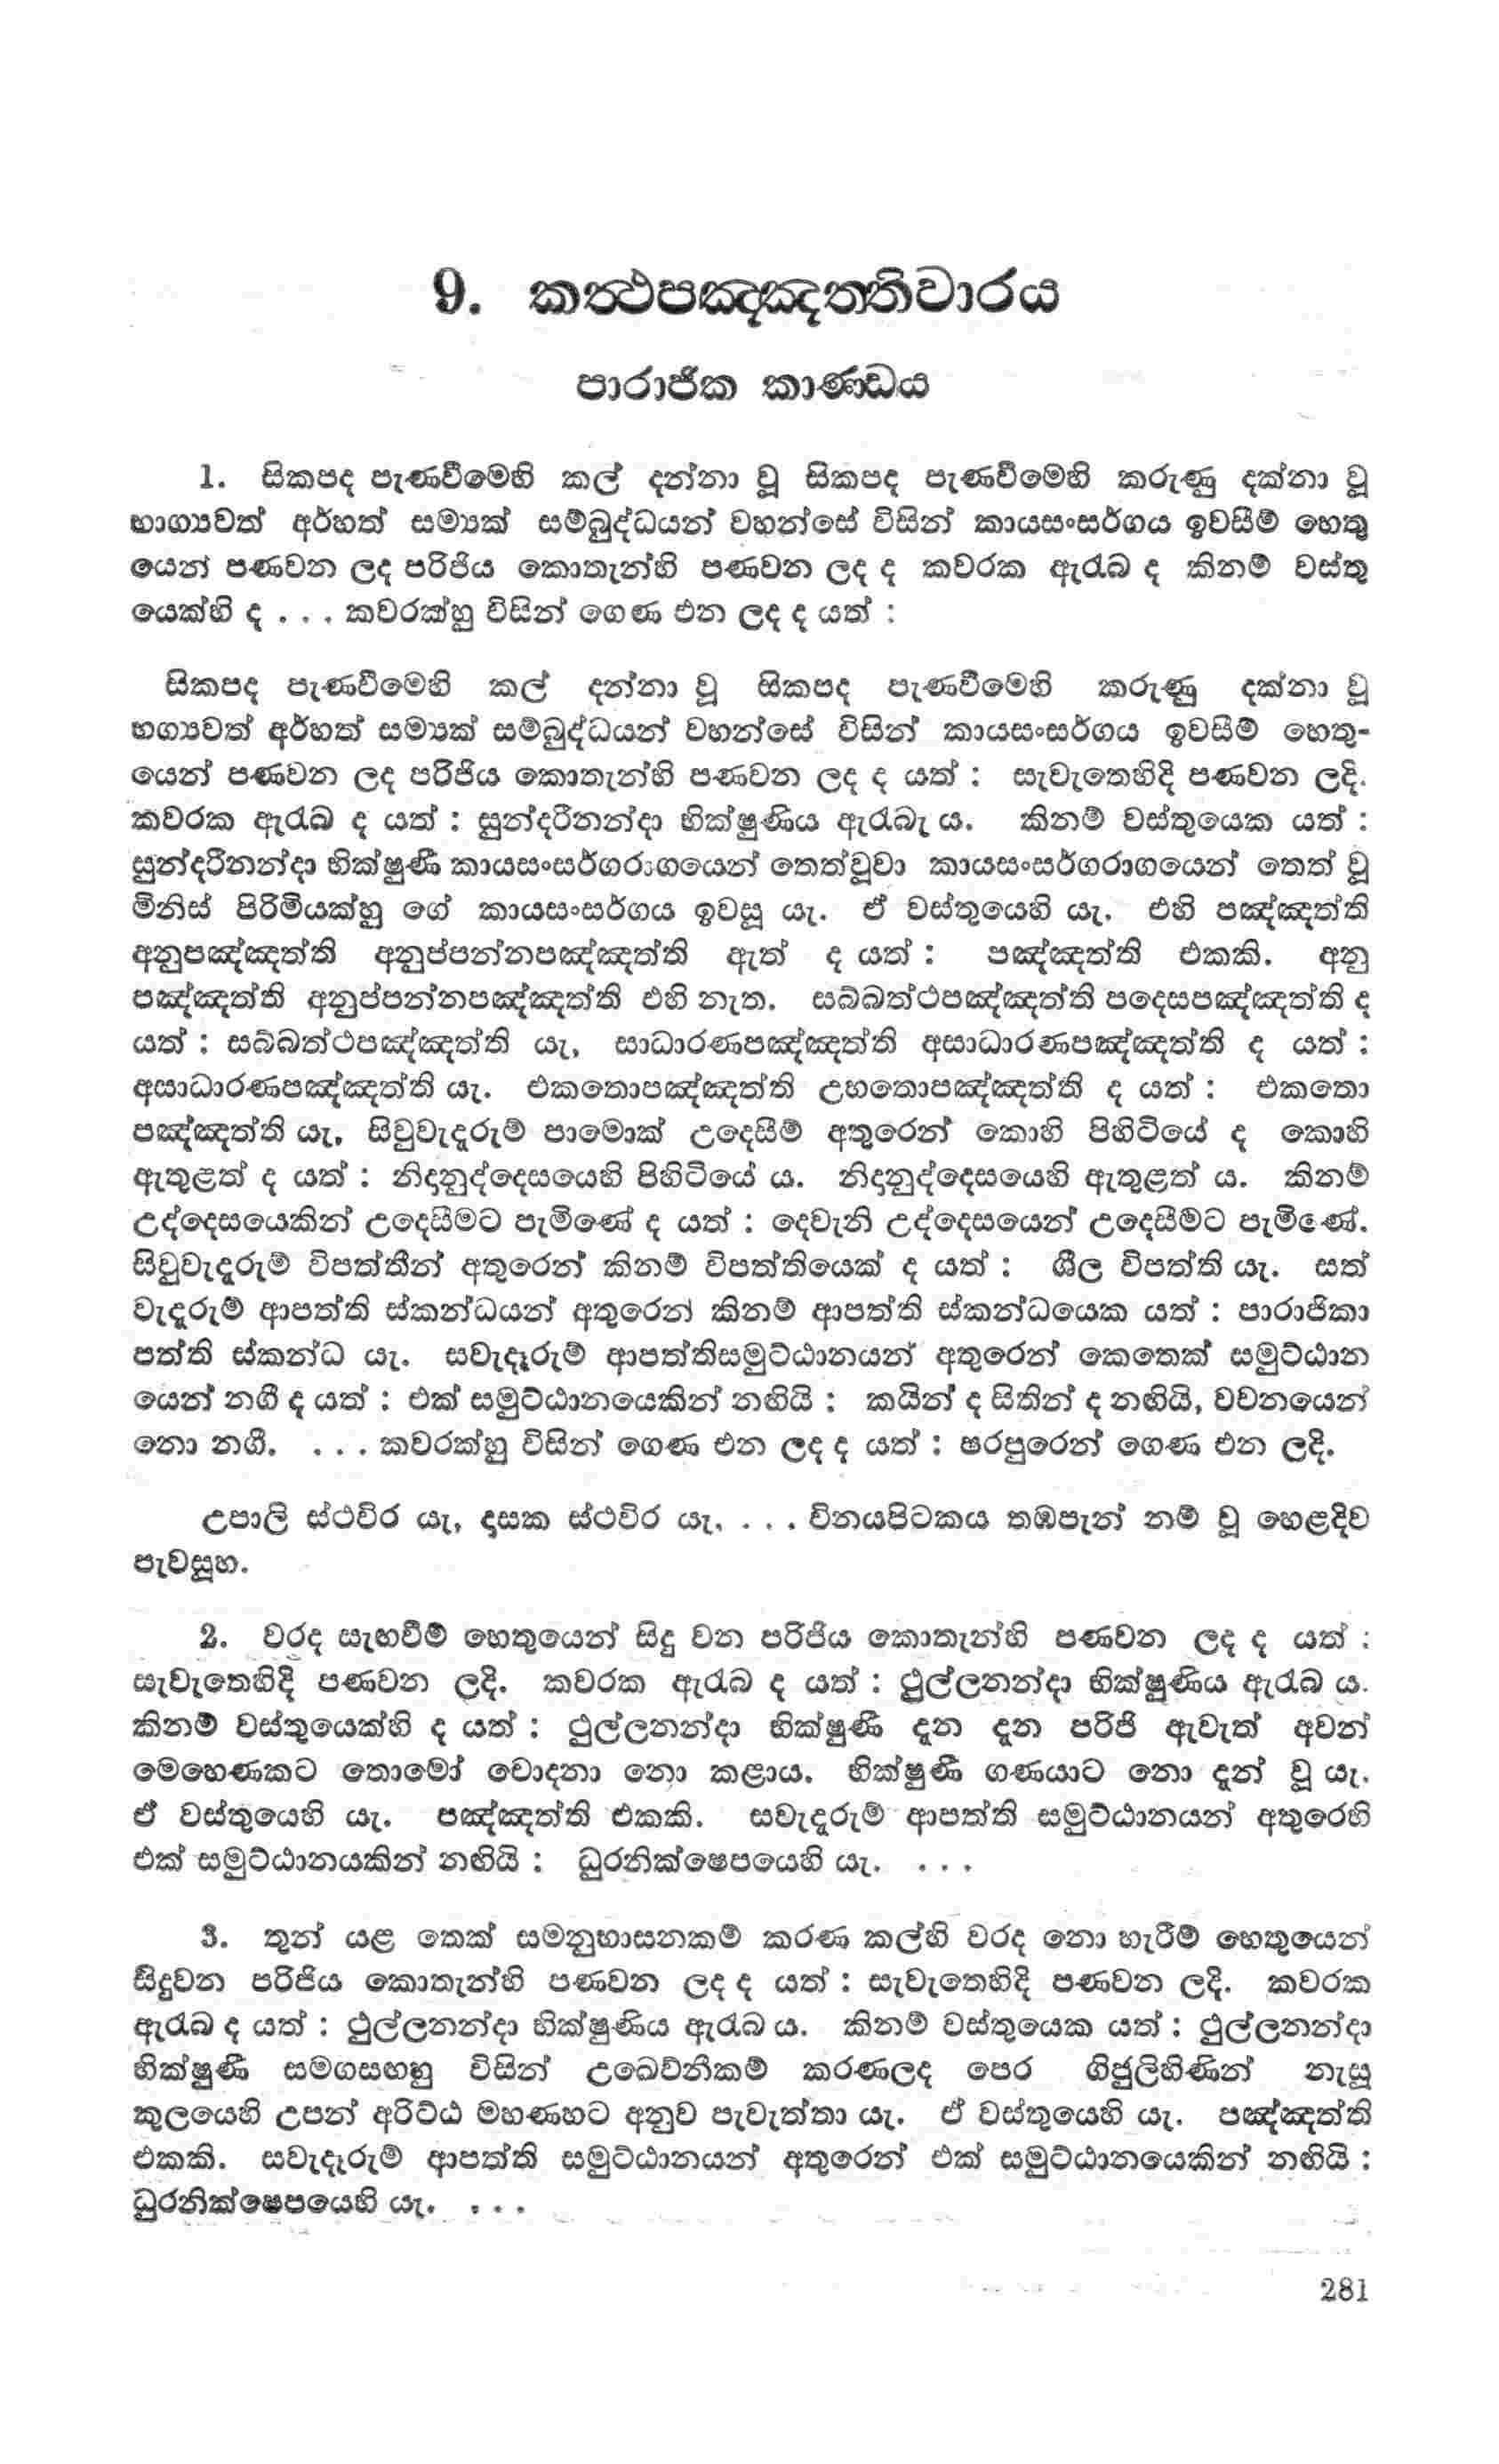 9. කත්‍ථපඤ්ඤත්තිවාරය
පාරාජික කාණ්ඩය
1. සිකපද පැණවීමෙහි කල් දන්නා වූ සිකපද පැණවීමෙහි කරුණු දක්නා වූ
භාග්‍යවත් අර්හත් සම්‍යක් සම්බුද්ධයන් වහන්සේ විසින් කායසංසර්ගය ඉවසීම් හෙතු
යෙන් පණවන ලද පරිජිය කොතැන්හි පණවන ලද ද කවරක ඇරැබ ද කිනම් වස්තු
යෙක්හි ද . . . කවරක්හු විසින් ගෙණ එන ලද ද යත් :
සිකපද පැණවීමෙහි කල් දන්නා වූ සිකපද පැණවීමෙහි කරුණු දක්නා වූ
භග්‍යවත් අර්හත් සම්‍යක් සම්බුද්ධයන් වහන්සේ විසින් කායසංසර්ගය ඉවසීම් හෙතු-
යෙන් පණවන ලද පරිජිය කොතැන්හි පණවන ලද ද යත් : සැවැතෙහිදි පණවන ලදි.
කවරක ඇරැබ ද යත් : සුන්දරීනන්දා භික්ෂුණිය ඇරැබැ ය. කිනම් වස්තුයෙක යත් :
සුන්දරීනන්දා භික්ෂුණී කායසංසර්ගරාගයෙන් තෙත්වූවා කායසංසර්ගරාගයෙන් තෙත් වූ
මිනිස් පිරිමියක්හු ගේ කායසංසර්ගය ඉවසූ යැ. ඒ වස්තුයෙහි යැ. එහි පඤ්ඤත්ති
අනුපඤ්ඤත්ති අනුප්පන්නපඤ්ඤත්ති ඇත් ද යත් : පඤ්ඤත්ති එකකි. අනු
පඤ්ඤත්ති අනුප්පන්නපඤ්ඤත්ති එහි නැත. සබ්බත්ථපඤ්ඤත්ති පදෙසපඤ්ඤත්ති ද
යත් : සබ්බත්ථපඤ්ඤත්ති යැ, සාධාරණපඤ්ඤත්ති අසාධාරණපඤ්ඤත්ති ද යත් :
අසාධාරණපඤ්ඤත්ති යැ. එකතොපඤ්ඤත්ති උභතොපඤ්ඤත්ති ද යත් : එකතො
පඤ්ඤත්ති යැ, සිවුවැදෑරුම් පාමොක් උදෙසීම් අතුරෙන් කොහි පිහිටියේ ද කොහි
ඇතුළත් ද යත් : නිදානුද්දෙසයෙහි පිහිටියේ ය. නිදානුද්දෙසයෙහි ඇතුළත් ය. කිනම්
උද්දෙසයෙකින් උදෙසීමට පැමිණේ ද යත් : දෙවැනි උද්දෙසයෙන් උදෙසීමට පැමිණේ.
සිවුවැදෑරුම් විපත්තීන් අතුරෙන් කිනම් විපත්තියෙක් ද යත් : ශීල විපත්ති යැ. සත්
වැදෑරුම් ආපත්ති ස්කන්ධයන් අතුරෙන් කිනම් ආපත්ති ස්කන්ධයෙක යත් : පාරාජිකා
පත්ති ස්කන්ධ යැ. සවැදෑරුම් ආපත්තිසමුට්ඨානයන් අතුරෙන් කෙතෙක් සමුට්ඨාන
යෙන් නගී ද යත් : එක් සමුට්ඨානයෙකින් නඟියි : කයින් ද සිතින් ද නඟියි, වචනයෙන්
නො නගී. . . . කවරක්හු විසින් ගෙණ එන ලද ද යත් : ෂරපුරෙන් ගෙණ එන ලදි.
උපාලි ස්ථවිර යැ, දාසක ස්ථවිර යැ, . . . විනයපිටකය තඹපැන් නම් වූ හෙළදිව
පැවසූහ.
2. වරද සැඟවීම් හෙතුයෙන් සිදු වන පරිජිය කොතැන්හි පණවන ලද ද යත් :
සැවැතෙහිදි පණවන ලදි. කවරක ඇරැබ ද යත් : ථුල්ලනන්දා භික්ෂුණිය ඇරැබ ය.
කිනම් වස්තුයෙක්හි ද යත් : ථුල්ලනන්දා භික්ෂුණී දැන දැන පරිජි ඇවැත් අවන්
මෙහෙණකට තොමෝ චොදනා නො කළාය. භික්ෂුණී ගණයාට නො දැන් වූ යැ.
ඒ වස්තුයෙහි යැ. පඤ්ඤත්ති එකකි. සවැදෑරුම් ආපත්ති සමුට්ඨානයන් අතුරෙහි
එක් සමුට්ඨානයකින් නඟියි : ධුරනික්ෂෙපයෙහි යැ. . . .
3. තුන් යළ තෙක් සමනුභාසනකම් කරණ කල්හි වරද නො හැරීම් හෙතුයෙන්
සිදුවන පරිජිය කොතැන්හි පණවන ලද ද යත් : සැවැතෙහිදි පණවන ලදි. කවරක
ඇරැබ ද යත් : ථුල්ලනන්දා භික්ෂුණිය ඇරැබ ය. කිනම් වස්තුයෙක යත් : ථුල්ලනන්දා
භික්ෂුණී සමගසඟහු විසින් උඛෙව්නීකම් කරණලද පෙර ගිජුලිහිණින් නැසූ
කුලයෙහි උපන් අරිට්ඨ මහණහට අනුව පැවැත්තා යැ. ඒ වස්තුයෙහි යැ. පඤ්ඤත්ති
එකකි. සවැදෑරුම් ආපත්ති සමුට්ඨානයන් අතුරෙන් එක් සමුට්ඨානයෙකින් නඟියි :
ධුරනික්ෂෙපයෙහි යැ. . . .
281